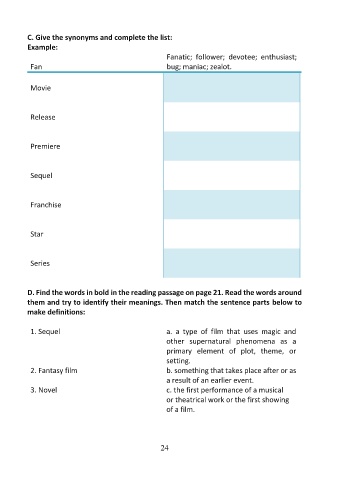 C. Give the synonyms and complete the list:
Example:
Fanatic; follower; devotee; enthusiast;
Fan bug; maniac; zealot.
Movie
Release
Premiere
Sequel
Franchise
Star
Series
D. Find the words in bold in the reading passage on page 21. Read the words around
them and try to identify their meanings. Then match the sentence parts below to
make definitions:
1. Sequel a. a type of film that uses magic and
other supernatural phenomena as a
primary element of plot, theme, or
setting.
2. Fantasy film b. something that takes place after or as
a result of an earlier event.
3. Novel c. the first performance of a musical
or theatrical work or the first showing
of a film.
24